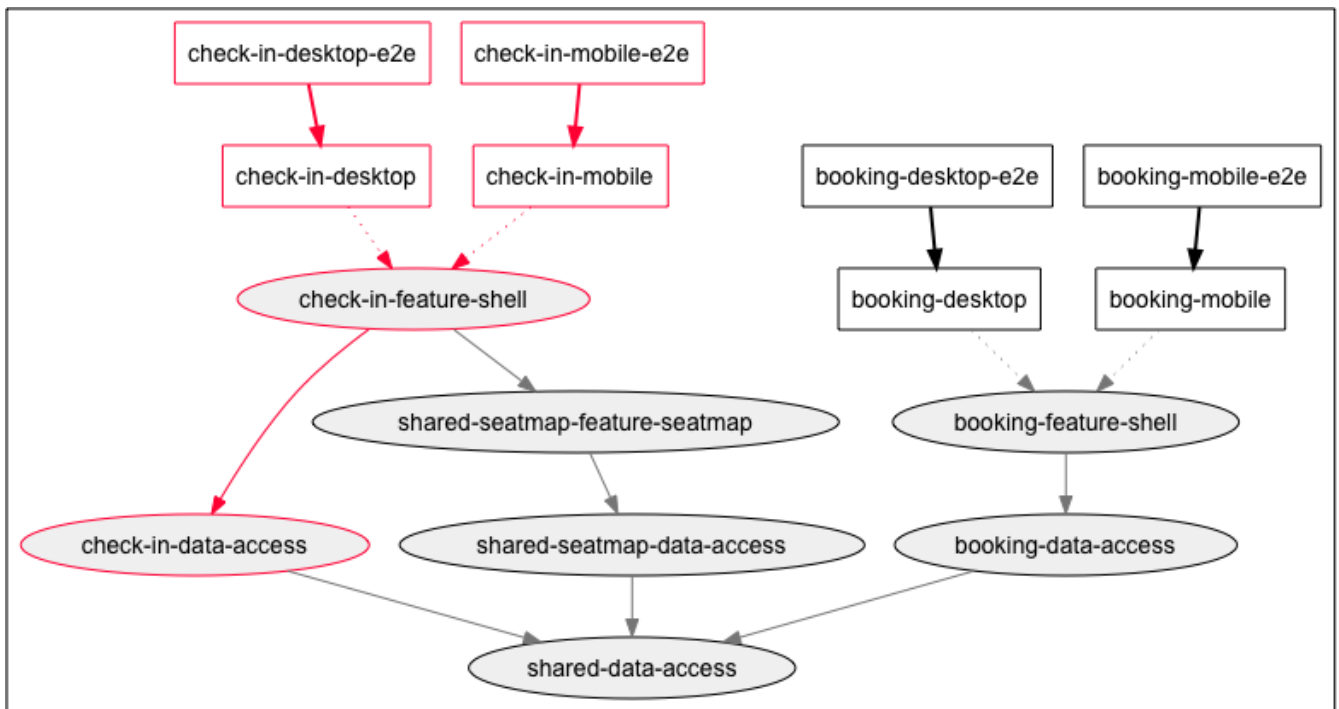 check-in-desktop-e2e
check-in-mobile-e2e
check-in-desktop
check-in-mobile
booking-desktop-e2e
booking-mobile-e2e
check-in-feature-shell
booking-desktop
booking-mobile
shared-seatmap-feature-seatmap
booking-feature-shell
check-in-data-access
shared-seatmap-data-access
booking-data-access
shared-data-access